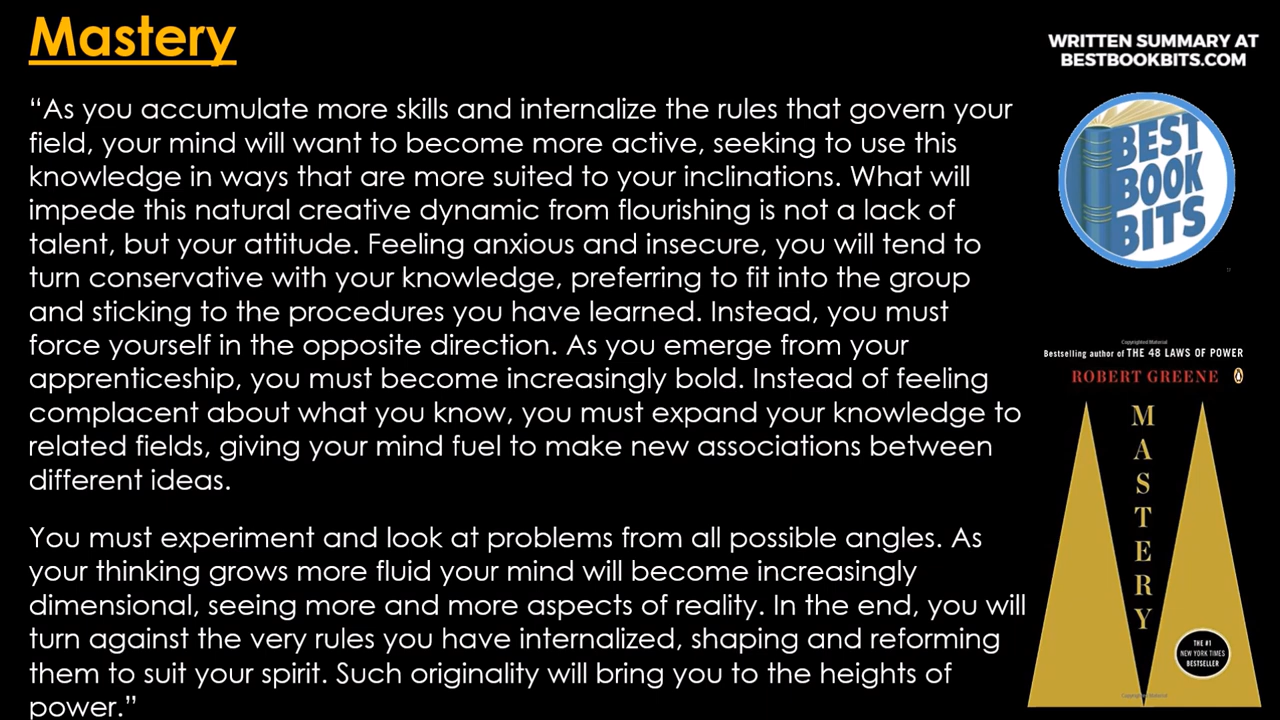 Mastery
“As you accumulate more skills and internalize the rules that govern your
field, your mind will want to become more active, seeking to use this
knowledge in ways that are more suited to your inclinations. What will
impede this natural creative dynamic from flourishing is not a lack of
talent, but your attitude. Feeling anxious and insecure, you will tend to
turn conservative with your knowledge, preferring to fit into the group
and sticking to the procedures you have learned. Instead, you must
force yourself in the opposite direction. As you emerge from your
apprenticeship, you must become increasingly bold. Instead of feeling
complacent about what you know, you must expand your knowledge to
related fields, giving your mind fuel to make new associations between
different ideas.
You must experiment and look at problems from all possible angles. As
your thinking grows more fluid your mind will become increasingly
dimensional, seeing more and more aspects of reality. In the end, you will
turn against the very rules you have internalized, shaping and reforming
them to suit your spirit. Such originality will bring you to the heights of
power.”
WRITTEN SUMMARY AT
BESTBOOKBITS.COM
BEST
BOOK
BITS
Copyrighted Material
Bestselling author of THE 48 LAWS OF POWER
ROBERT GREENE
MASTERY
THE #1
NEW YORK TIMES
BESTSELLER
Copyrighted Material